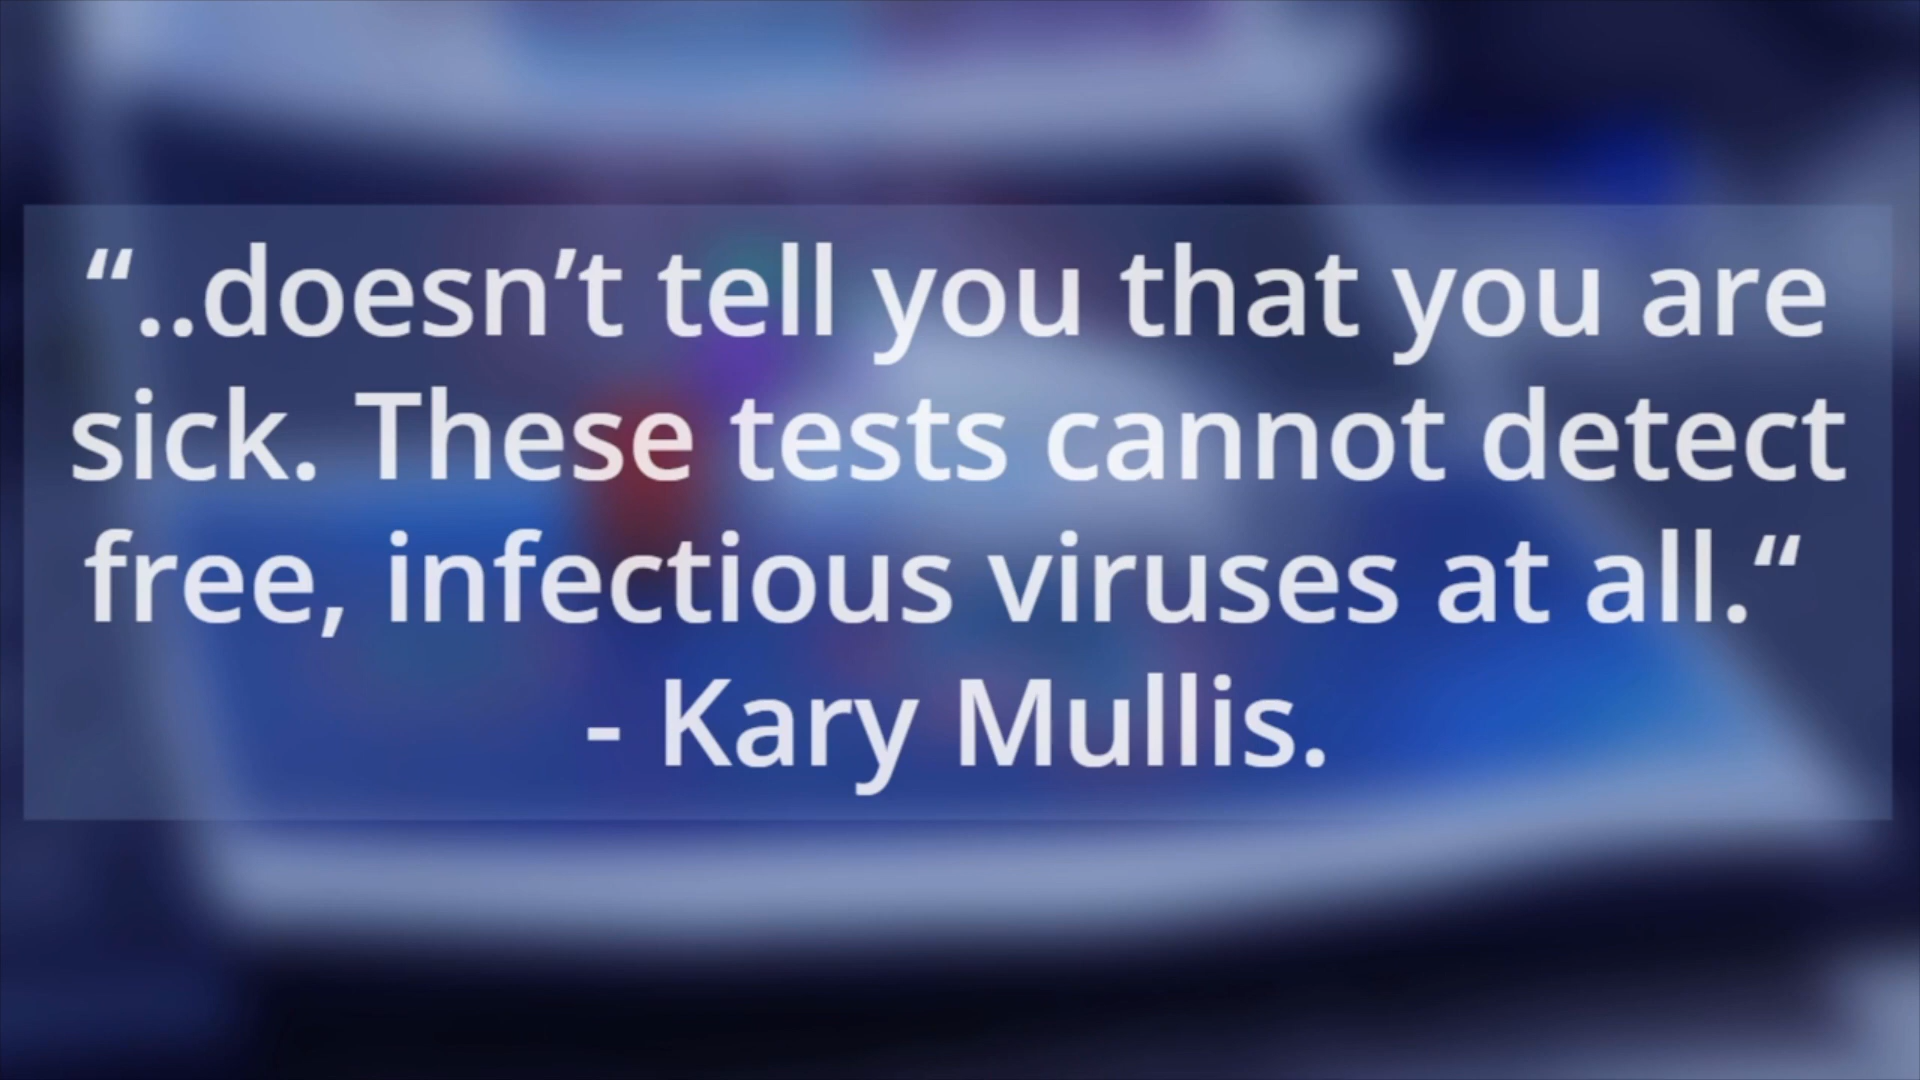 “..doesn’t tell you that you are
sick. These tests cannot detect
free, infectious viruses at all.“
- Kary Mullis.